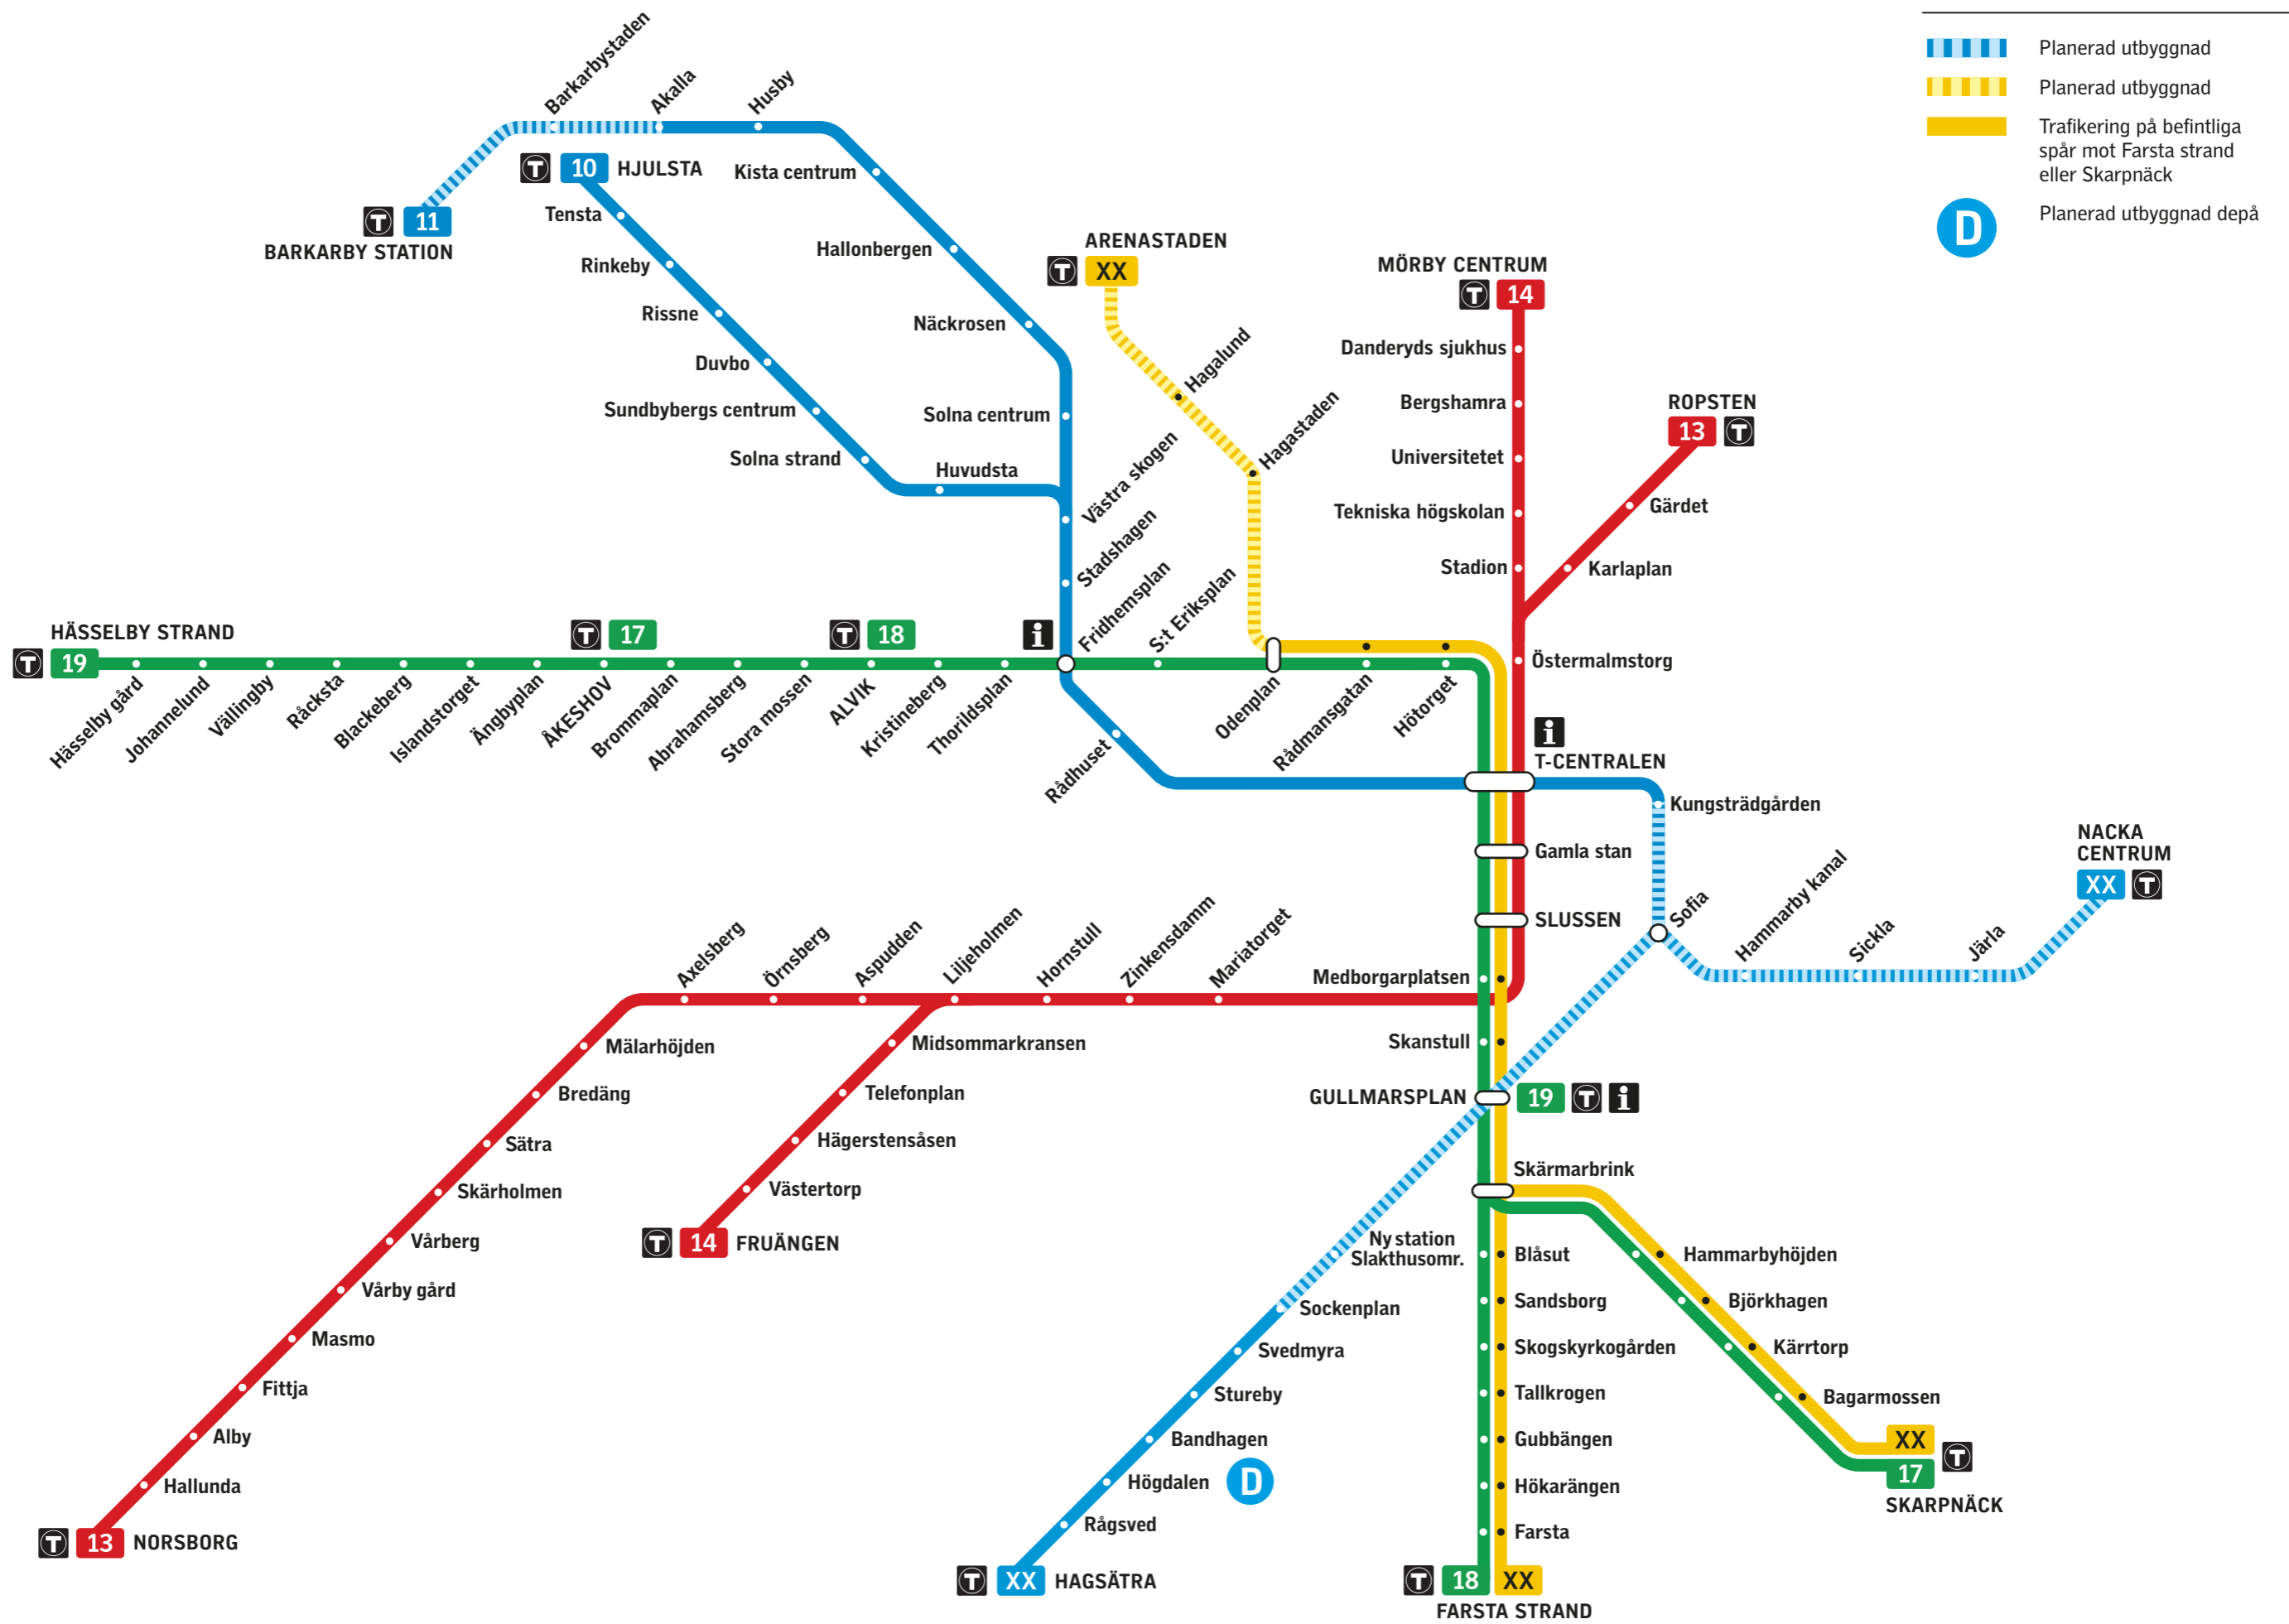 Planerad utbyggnad
Planerad utbyggnad
Trafikering på befintliga
spår mot Farsta strand
eller Skarpnäck
D
Planerad utbyggnad depå
Barkarbystaden
Akalla
Husby
T 10 HJULSTA
T 11
BARKARBY STATION
Kista centrum
Tensta
Hallonbergen
Rinkeby
Näckrosen
Rissne
Duvbo
Sundbybergs centrum
Solna centrum
Solna strand
Huvudsta
Västra skogen
Stadshagen
Fridhemsplan
ARENASTADEN
T XX
Hagalund
Hagastaden
S:t Eriksplan
MÖRBY CENTRUM
T 14
Danderyds sjukhus
Bergshamra
Universitetet
Tekniska högskolan
Stadion
ROPSTEN
13 T
Gärdet
Karlaplan
Östermalmstorg
HÄSSELBY STRAND
T 19
T 17
T 18
i
Hässelby gård
Johannelund
Vällingby
Råcksta
Blackeberg
Islandstorget
Ängbyplan
ÅKESHOV
Brommaplan
Abrahamsberg
Stora mossen
ALVIK
Kristineberg
Thorildsplan
Rådhuset
Odenplan
Rådmansgatan
Hötorget
i
T-CENTRALEN
Kungsträdgården
Gamla stan
SLUSSEN
NACKA
CENTRUM
XX T
Sofia
Hammarby kanal
Sickla
Järla
Axelsberg
Örnsberg
Aspudden
Liljeholmen
Hornstull
Zinkensdamm
Mariatorget
Medborgarplatsen
Skanstull
GULLMARSPLAN
19 T i
Mälarhöjden
Bredäng
Sätra
Skärholmen
Vårberg
Vårby gård
Masmo
Fittja
Alby
Hallunda
T 13 NORSBORG
Midsommarkransen
Telefonplan
Hägerstensåsen
Västertorp
T 14 FRUÄNGEN
Skärmarbrink
Ny station
Slakthusomr.
Sockenplan
Svedmyra
Stureby
Bandhagen
Högdalen
D
Rågsved
T XX HAGSÄTRA
Blåsut
Sandsborg
Skogskyrkogården
Tallkrogen
Gubbängen
Hökarängen
Farsta
T 18 XX
FARSTA STRAND
Hammarbyhöjden
Björkhagen
Kärrtorp
Bagarmossen
XX
T
17
SKARPNÄCK